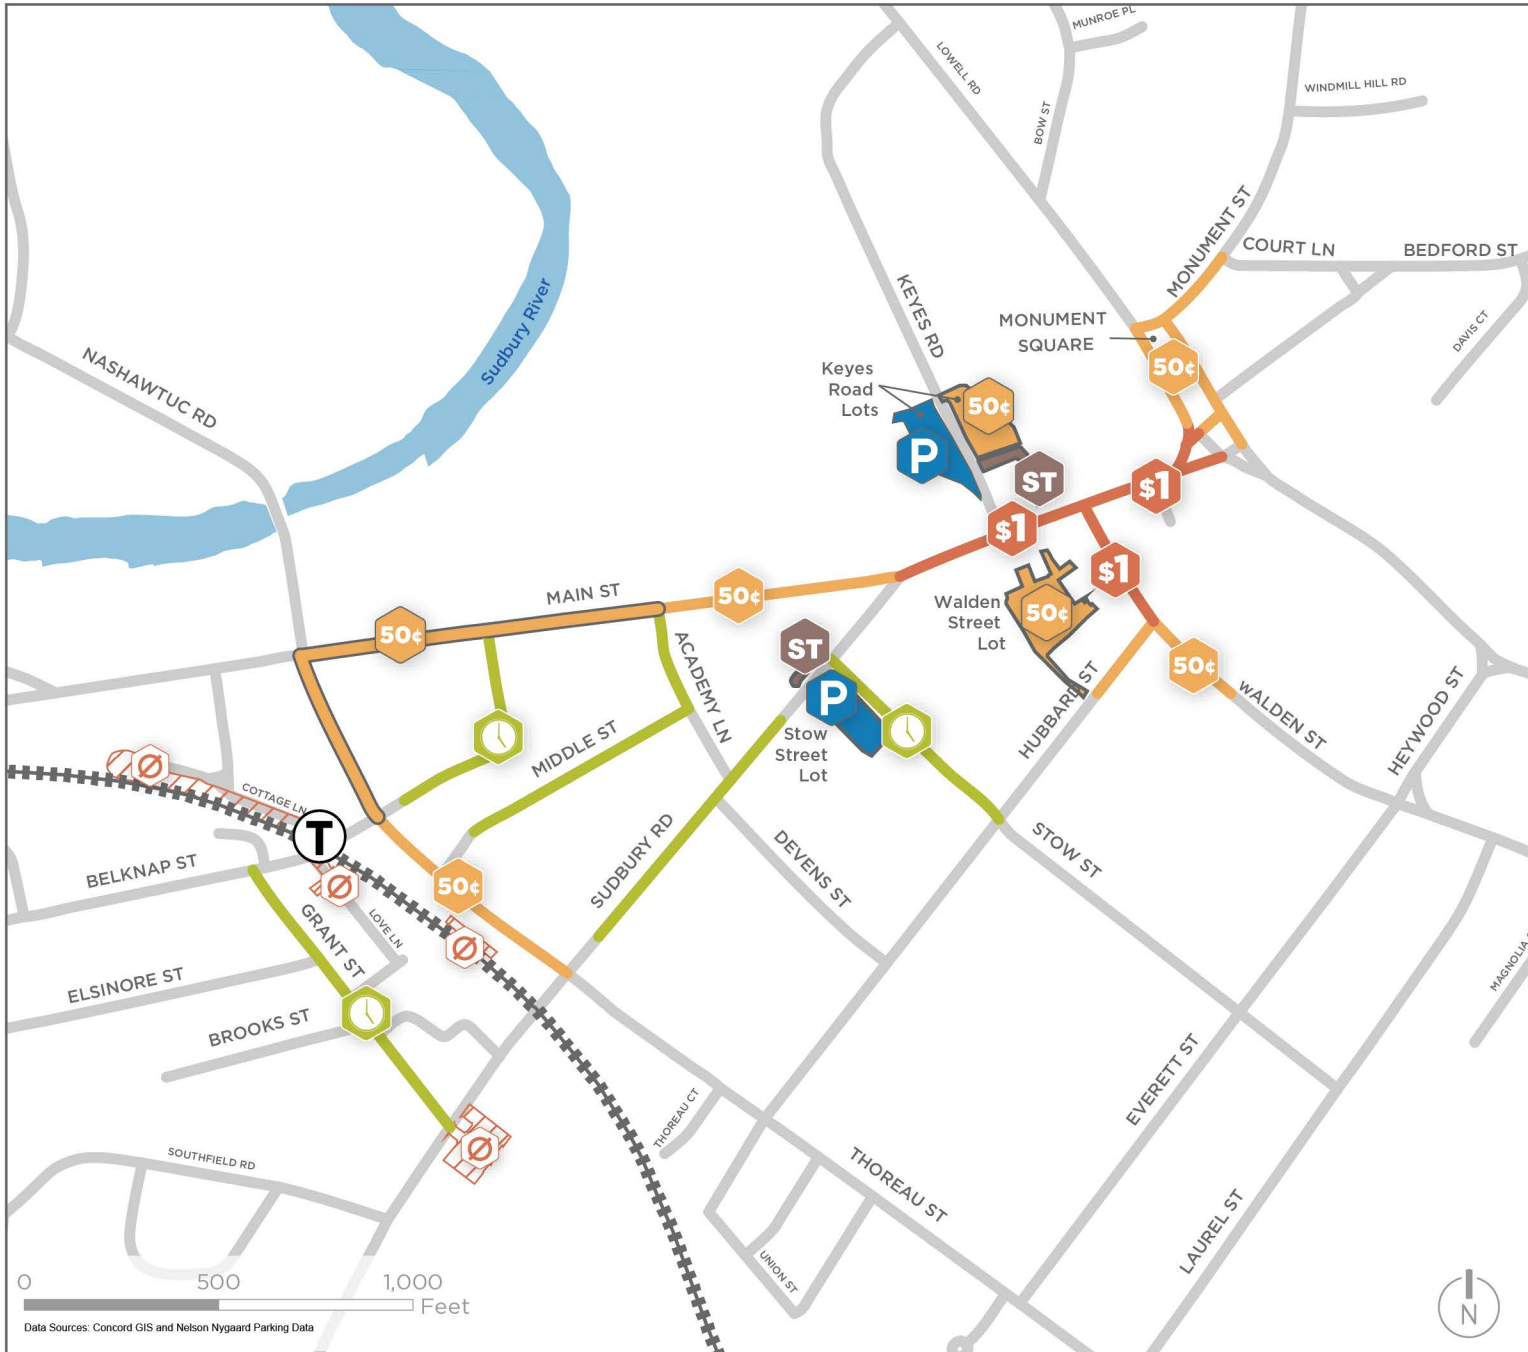 MUNROE PL
LOWELL RD
BOW ST
WINDMILL HILL RD
MONUMENT ST
COURT LN
BEDFORD ST
DAVIS CT
KEYES RD
MONUMENT
SQUARE
50¢
Sudbury River
NASHAWTUC RD
Keyes
Road
Lots
50¢
P
ST
$1
$1
$1
MAIN ST
50¢
50¢
Walden
Street
Lot
50¢
50¢
ST
P
Stow
Street
Lot
ACADEMY LN
MIDDLE ST
HUBBARD ST
WALDEN ST
HEYWOOD ST
COTTAGE LN
T
BELKNAP ST
50¢
SUDBURY RD
DEVENS ST
STOW ST
GRANT ST
LOVE LN
ELSINORE ST
BROOKS ST
EVERETT ST
THOREAU CT
SOUTHFIELD RD
THOREAU ST
LAUREL ST
UNION ST
0 500 1,000
Feet
Data Sources: Concord GIS and Nelson Nygaard Parking Data
N